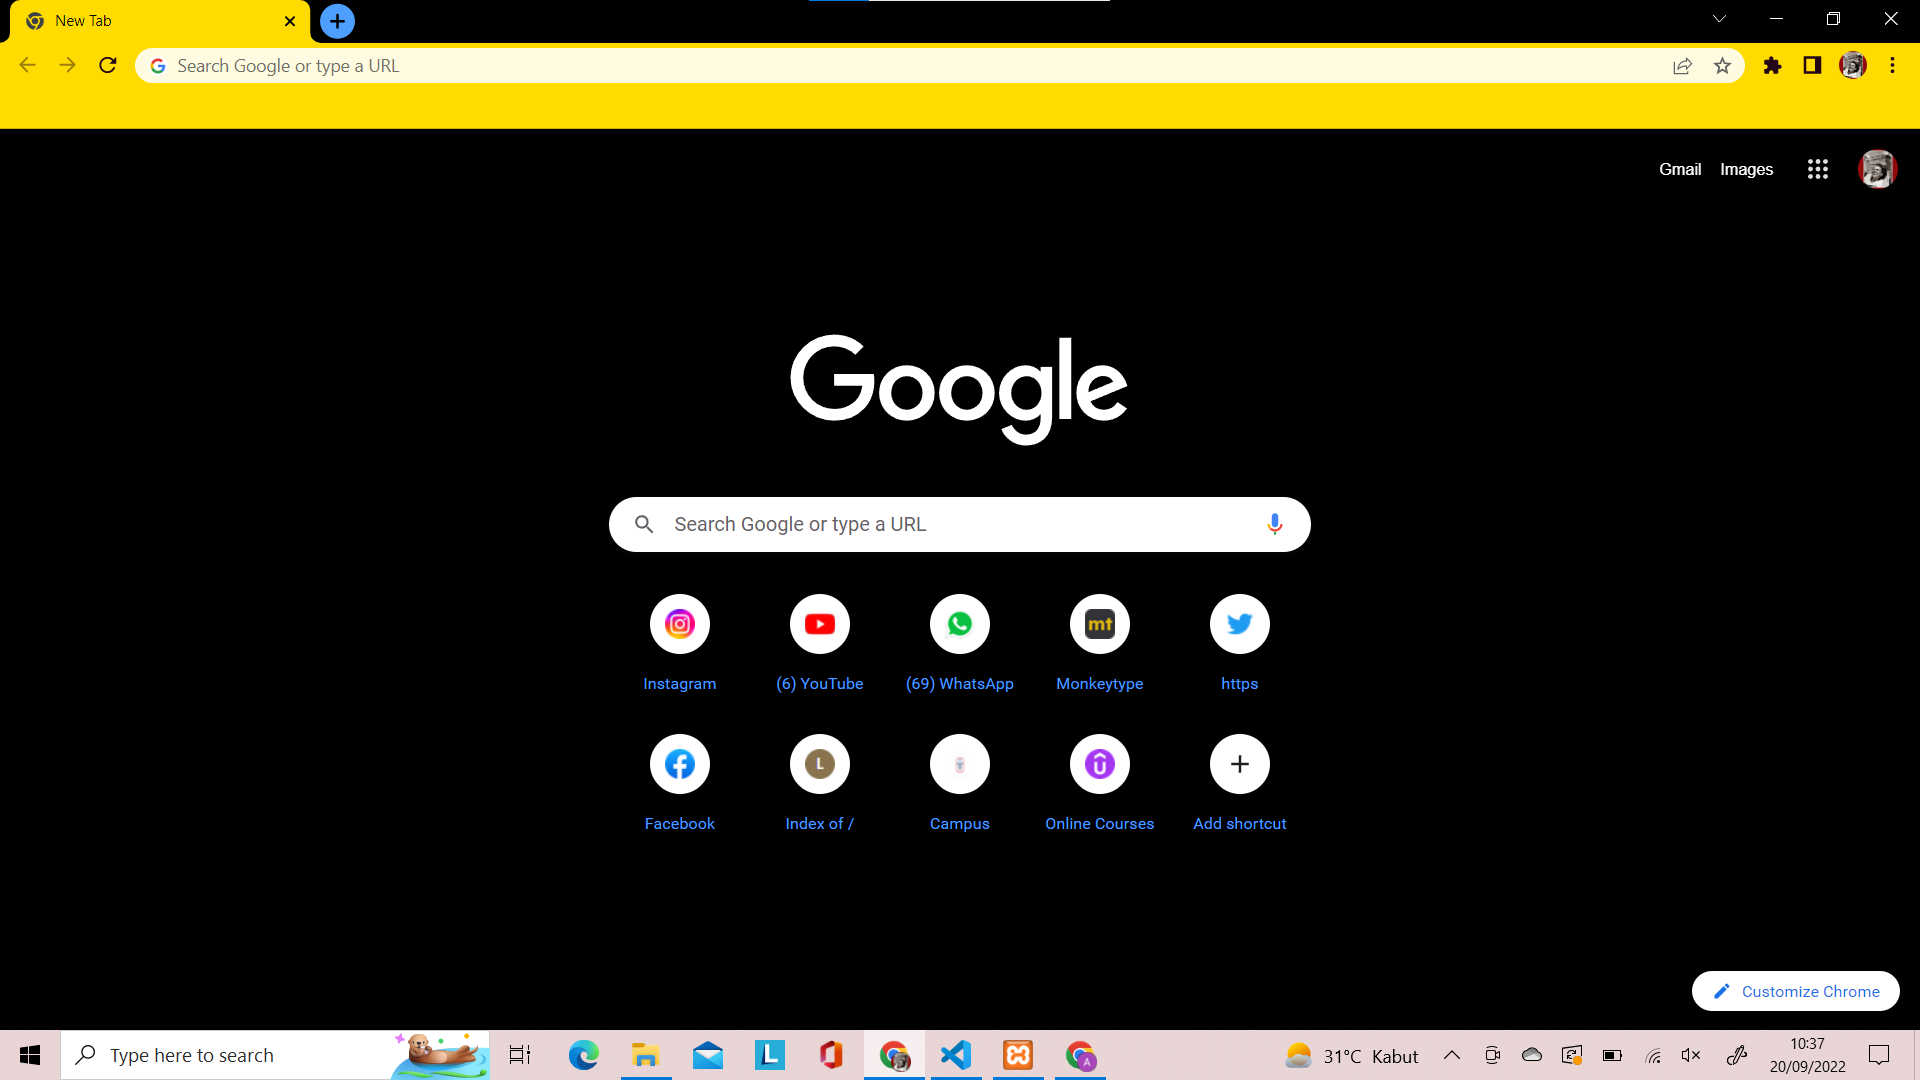 New Tab
Search Google or type a URL
Gmail Images
Google
Search Google or type a URL
mt
Instagram (6) YouTube (69) WhatsApp Monkeytype https
L
Facebook Index of / Campus Online Courses Add shortcut
Customize Chrome
Type here to search
L
A
31°C Kabut
10:37
20/09/2022